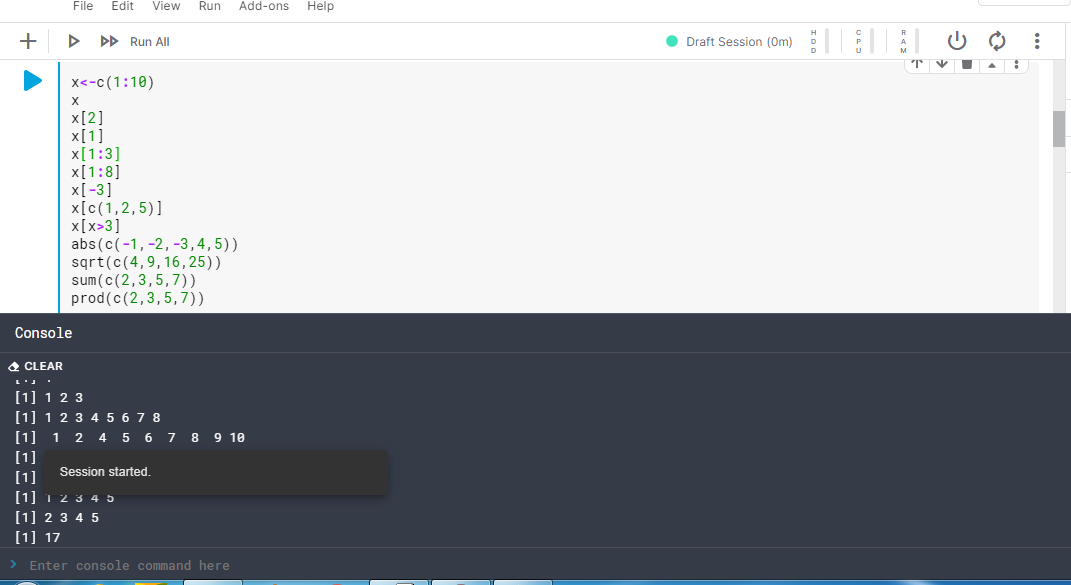 File Edit View Run Add-ons Help
Run All
Draft Session (0m)
HDD
CPU
RAM
x<-c(1:10)
x
x[2]
x[1]
x[1:3]
x[1:8]
x[-3]
x[c(1,2,5)]
x[x>3]
abs(c(-1,-2,-3,4,5))
sqrt(c(4,9,16,25))
sum(c(2,3,5,7))
prod(c(2,3,5,7))
Console
CLEAR
[1] 1 2 3
[1] 1 2 3 4 5 6 7 8
[1] 1 2 4 5 6 7 8 9 10
[1]
Session started.
[1]
[1] 1 2 3 4 5
[1] 2 3 4 5
[1] 17
> Enter console command here